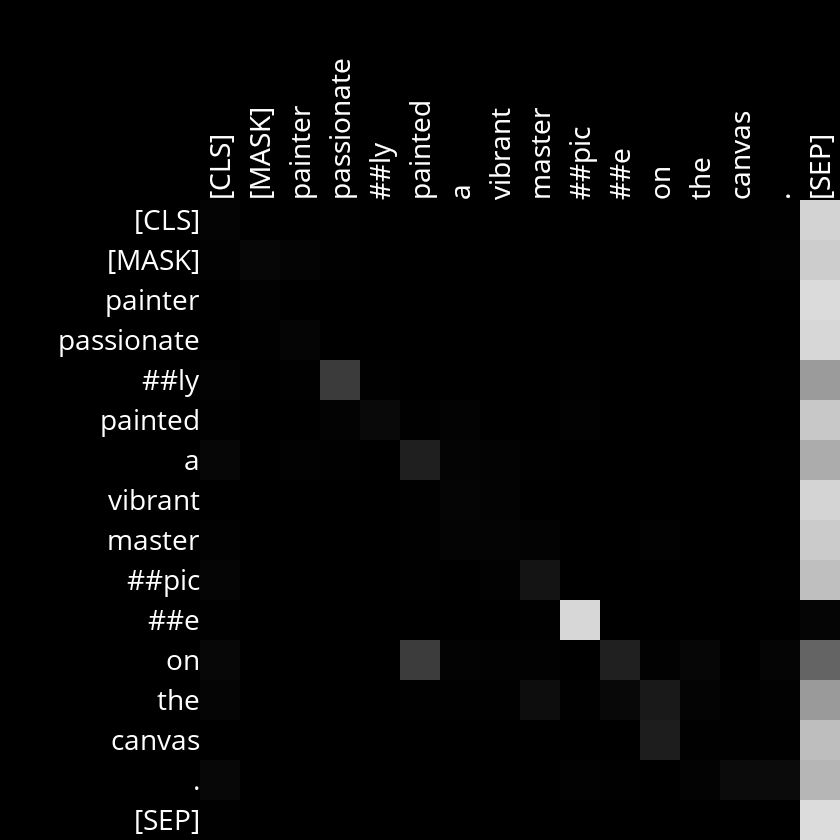 [CLS]
[MASK]
painter
passionate
##ly
painted
a
vibrant
master
##pic
##e
on
the
canvas
.
[SEP]
[CLS]
[MASK]
painter
passionate
##ly
painted
a
vibrant
master
##pic
##e
on
the
canvas
.
[SEP]